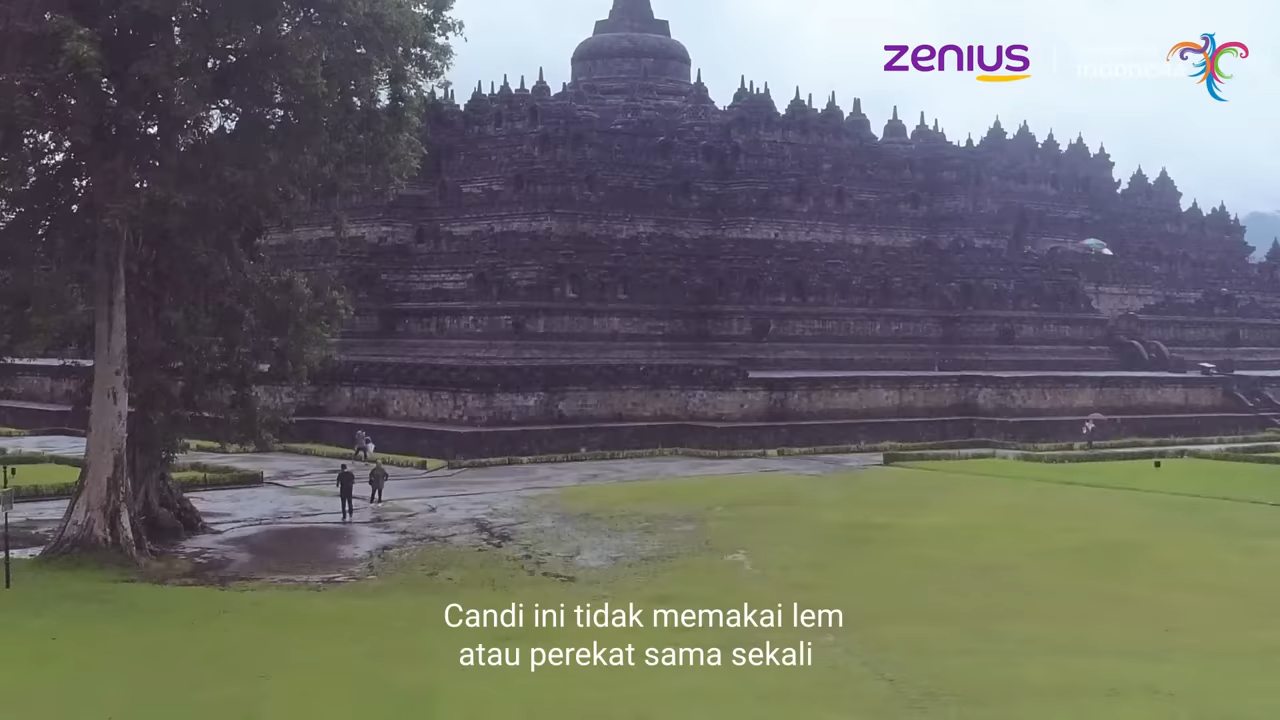 zenius
Candi ini tidak memakai lem
atau perekat sama sekali